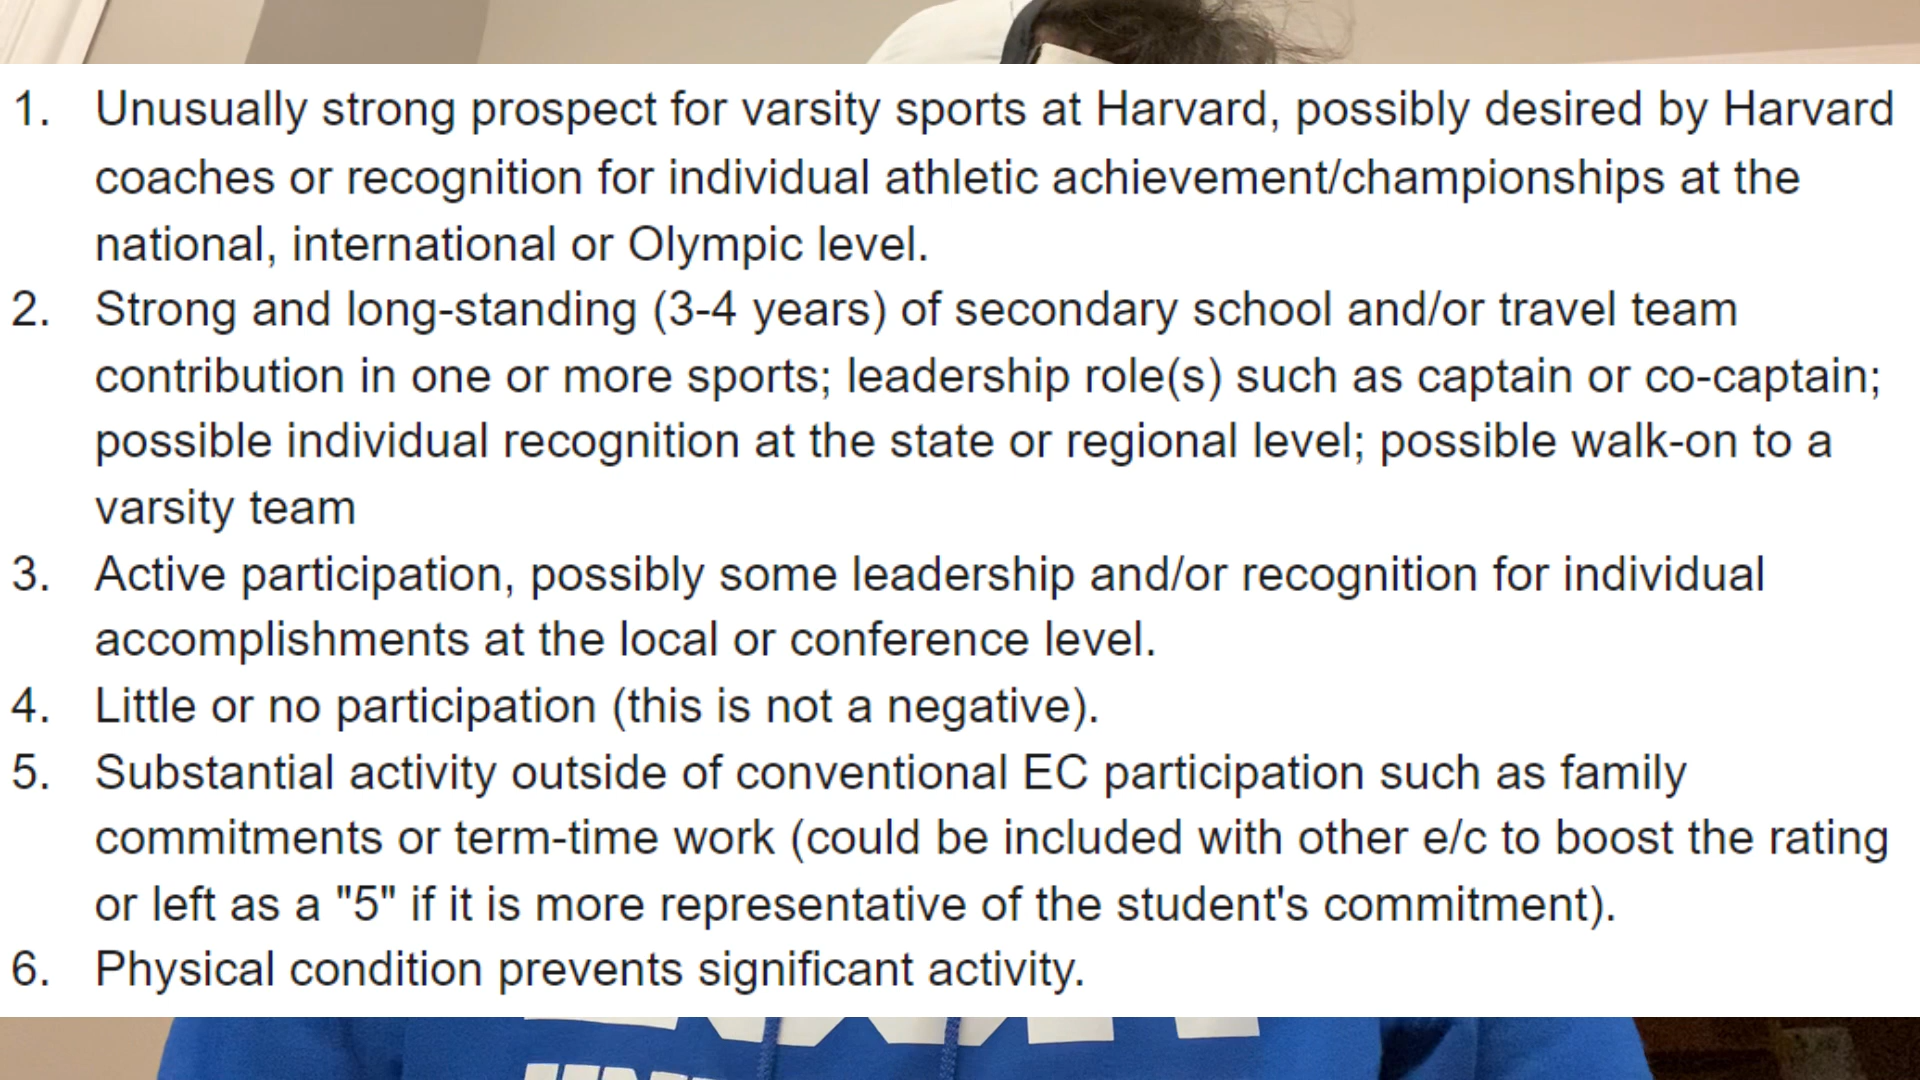 1. Unusually strong prospect for varsity sports at Harvard, possibly desired by Harvard
coaches or recognition for individual athletic achievement/championships at the
national, international or Olympic level.
2. Strong and long-standing (3-4 years) of secondary school and/or travel team
contribution in one or more sports; leadership role(s) such as captain or co-captain;
possible individual recognition at the state or regional level; possible walk-on to a
varsity team
3. Active participation, possibly some leadership and/or recognition for individual
accomplishments at the local or conference level.
4. Little or no participation (this is not a negative).
5. Substantial activity outside of conventional EC participation such as family
commitments or term-time work (could be included with other e/c to boost the rating
or left as a "5" if it is more representative of the student's commitment).
6. Physical condition prevents significant activity.